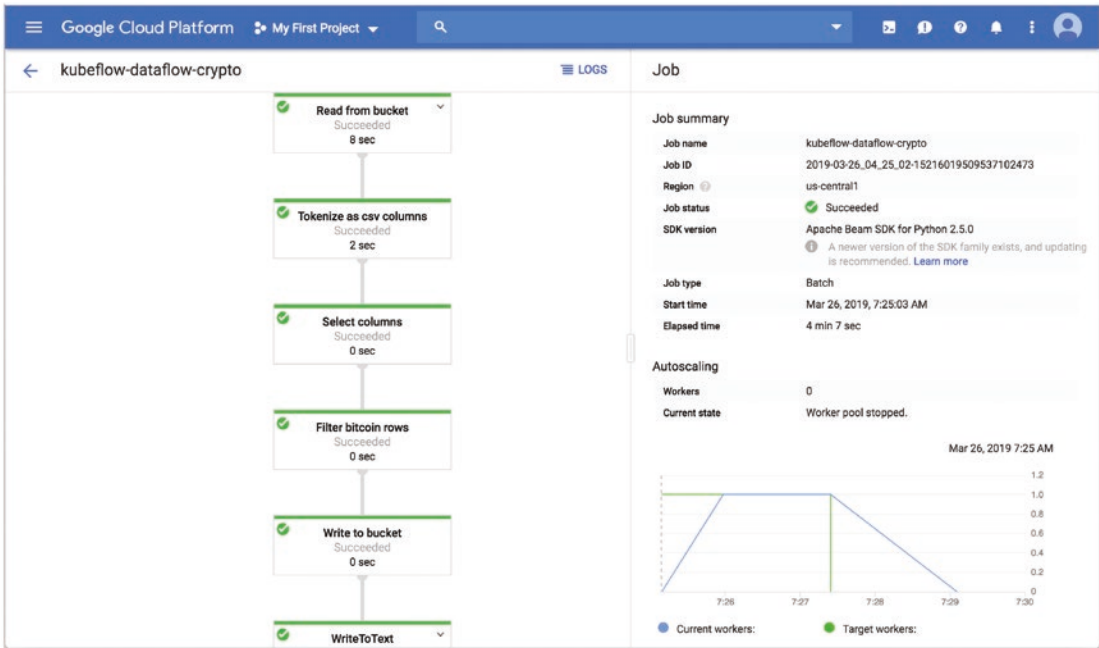 Google Cloud Platform My First Project
kubeflow-dataflow-crypto LOGS
Read from bucket
Succeeded
8 sec
Tokenize as csv columns
Succeeded
2 sec
Select columns
Succeeded
0 sec
Filter bitcoin rows
Succeeded
0 sec
Write to bucket
Succeeded
0 sec
WriteToText
Job
Job summary
Job name kubeflow-dataflow-crypto
Job ID 2019-03-26_04_25_02-15216019509537102473
Region us-central1
Job status Succeeded
SDK version Apache Beam SDK for Python 2.5.0
A newer version of the SDK family exists, and updating
is recommended. Learn more
Job type Batch
Start time Mar 26, 2019, 7:25:03 AM
Elapsed time 4 min 7 sec
Autoscaling
Workers 0
Current state Worker pool stopped.
Mar 26, 2019 7:25 AM
1.2
1.0
0.8
0.6
0.4
0.2
0
7:26 7:27 7:28 7:29 7:30
Current workers: Target workers: